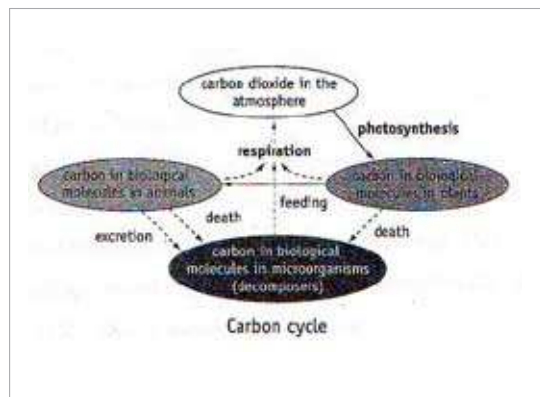 carbon dioxide in the
atmosphere
photosynthesis
respiration
carbon in biological
molecules in animals
carbon in biological
molecules in plants
feeding
death
excretion
death
carbon in biological
molecules in microorganisms
(decomposers)
Carbon cycle